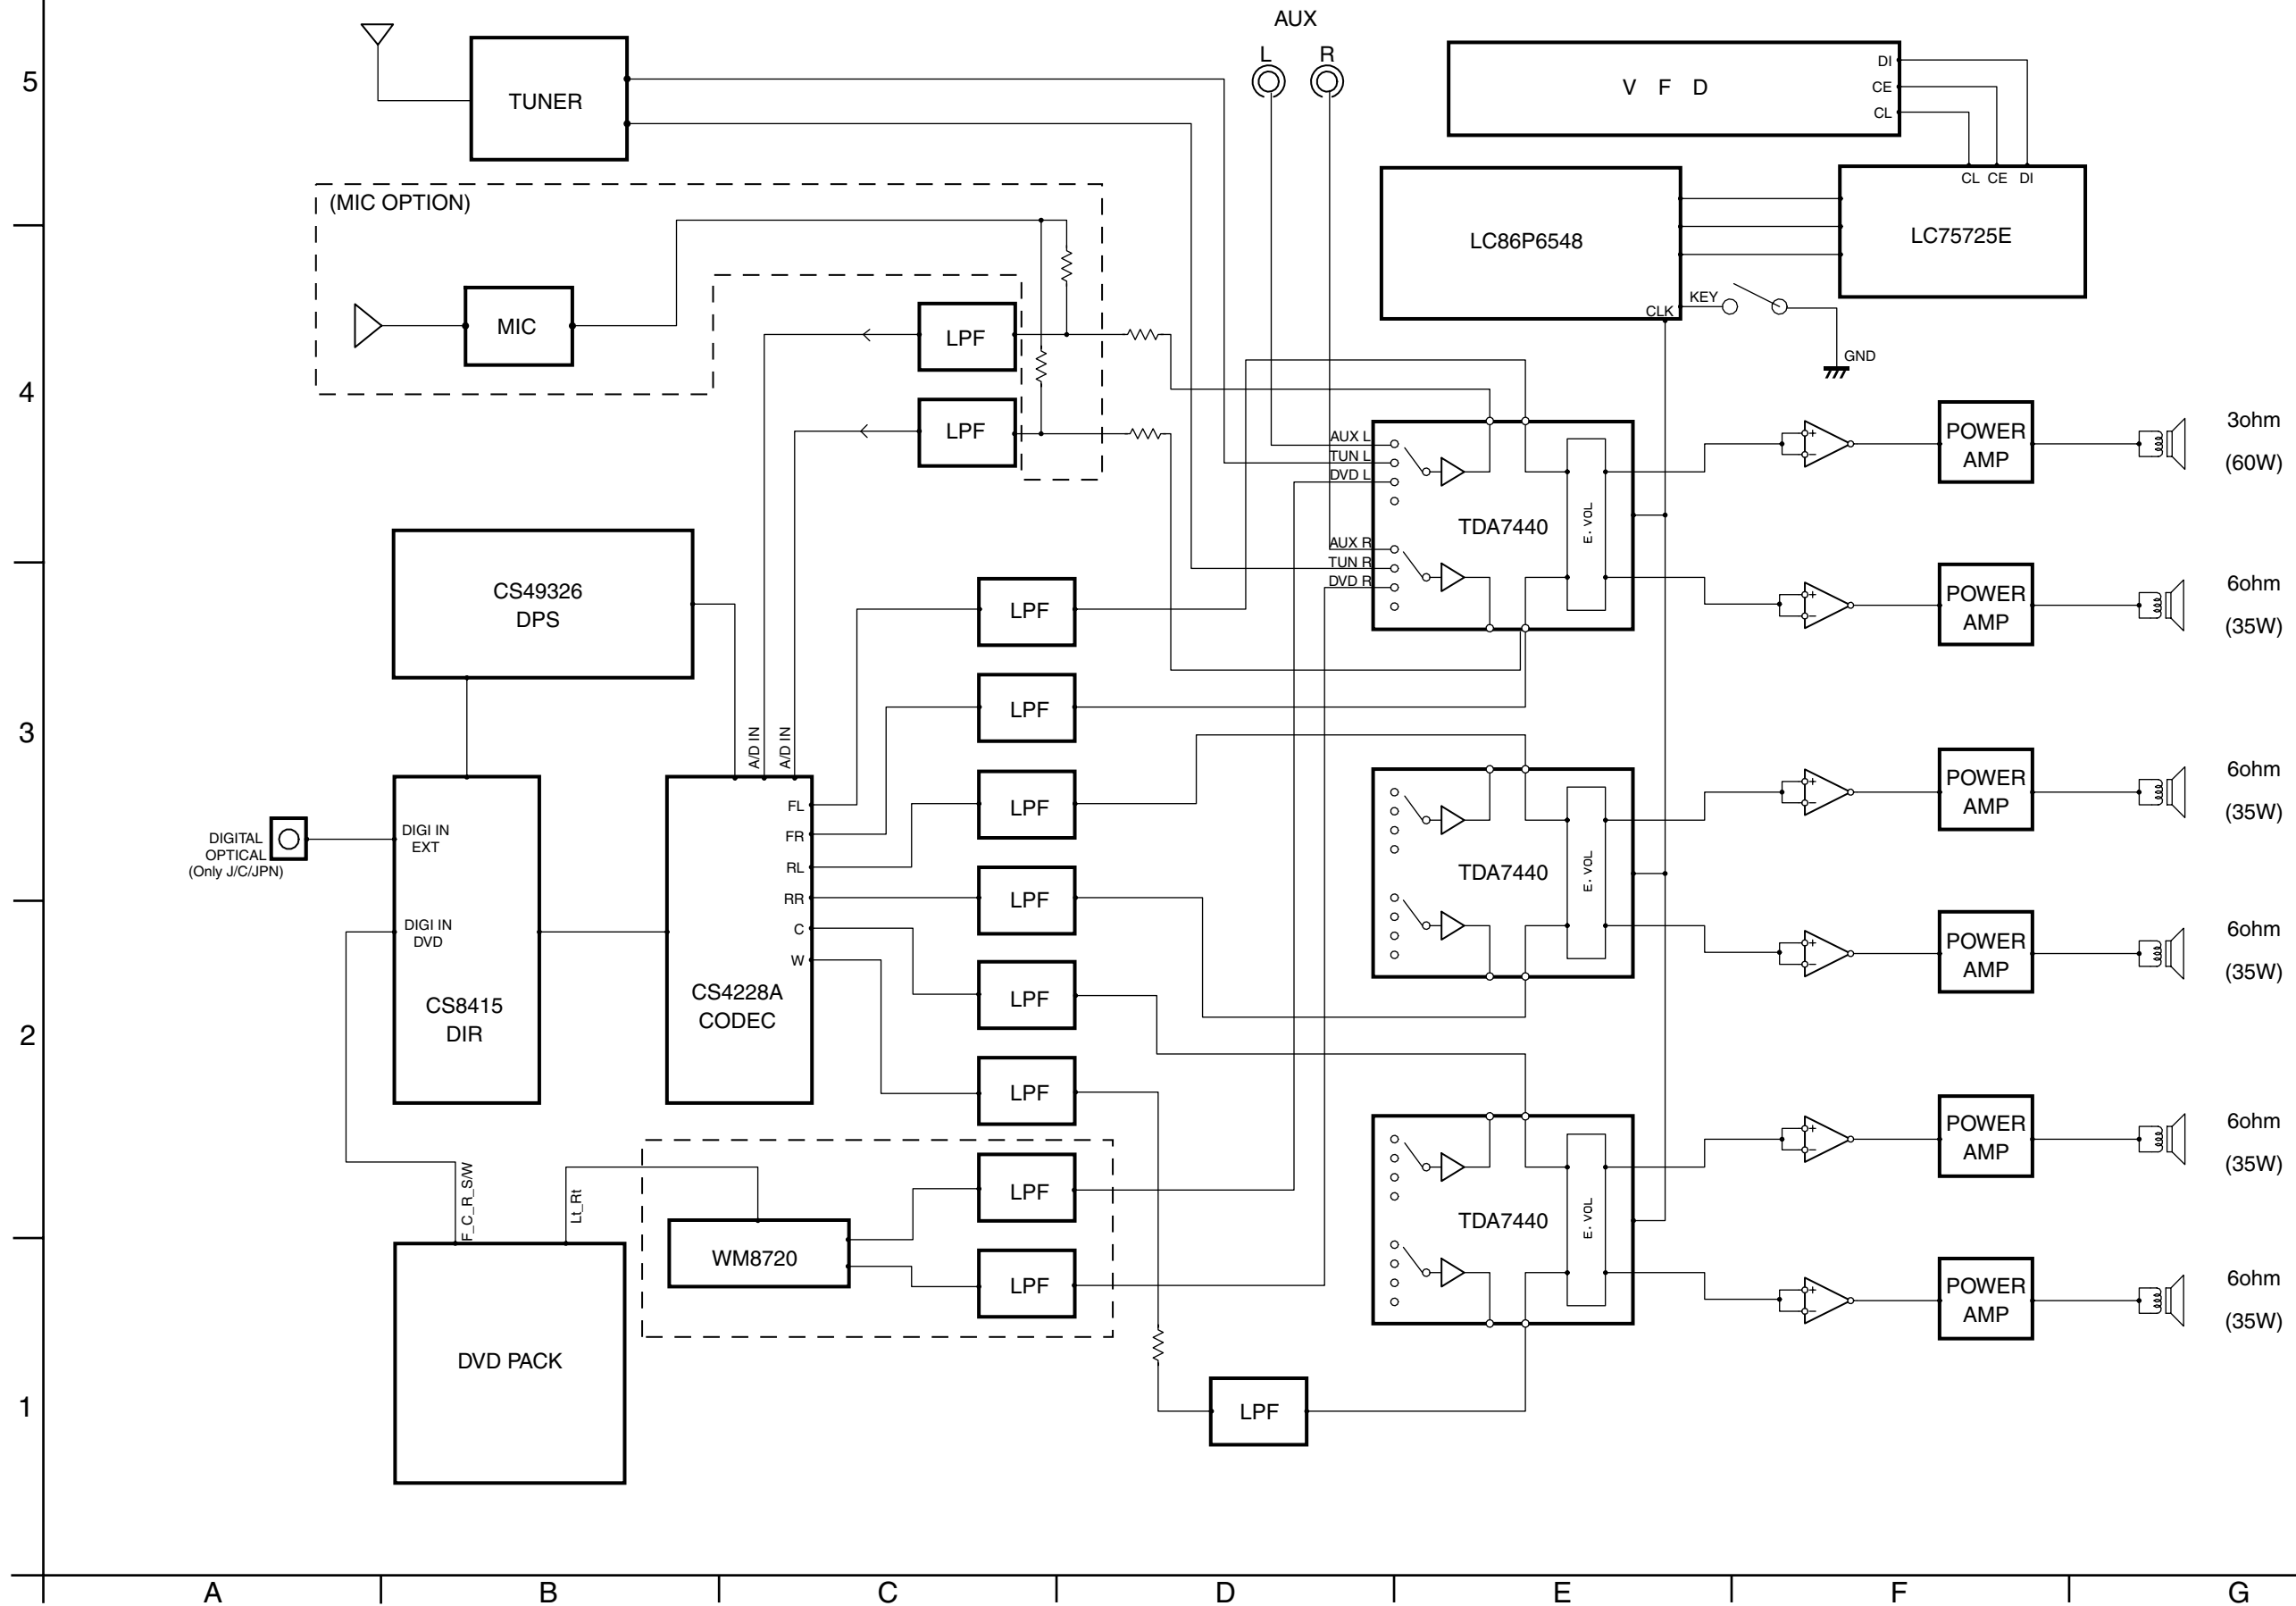 AUX
L R
5
TUNER
V F D
DI
CE
CL
(MIC OPTION)
CL CE DI
LC86P6548
LC75725E
MIC
LPF
CLK
KEY
GND
4
LPF
AUX L
TUN L
DVD L
TDA7440
E. VOL
AUX R
TUN R
DVD R
POWER
AMP
3ohm
(60W)
CS49326
DPS
LPF
POWER
AMP
6ohm
(35W)
3
LPF
A/D IN
A/D IN
LPF
FL
FR
RL
RR
C
W
DIGITAL
OPTICAL
(Only J/C/JPN)
DIGI IN
EXT
DIGI IN
DVD
CS8415
DIR
CS4228A
CODEC
LPF
TDA7440
E. VOL
POWER
AMP
6ohm
(35W)
POWER
AMP
6ohm
(35W)
2
LPF
LPF
F_C_R_S/W
Lt_Rt
LPF
WM8720
LPF
TDA7440
E. VOL
POWER
AMP
6ohm
(35W)
POWER
AMP
6ohm
(35W)
DVD PACK
1
LPF
A B C D E F G